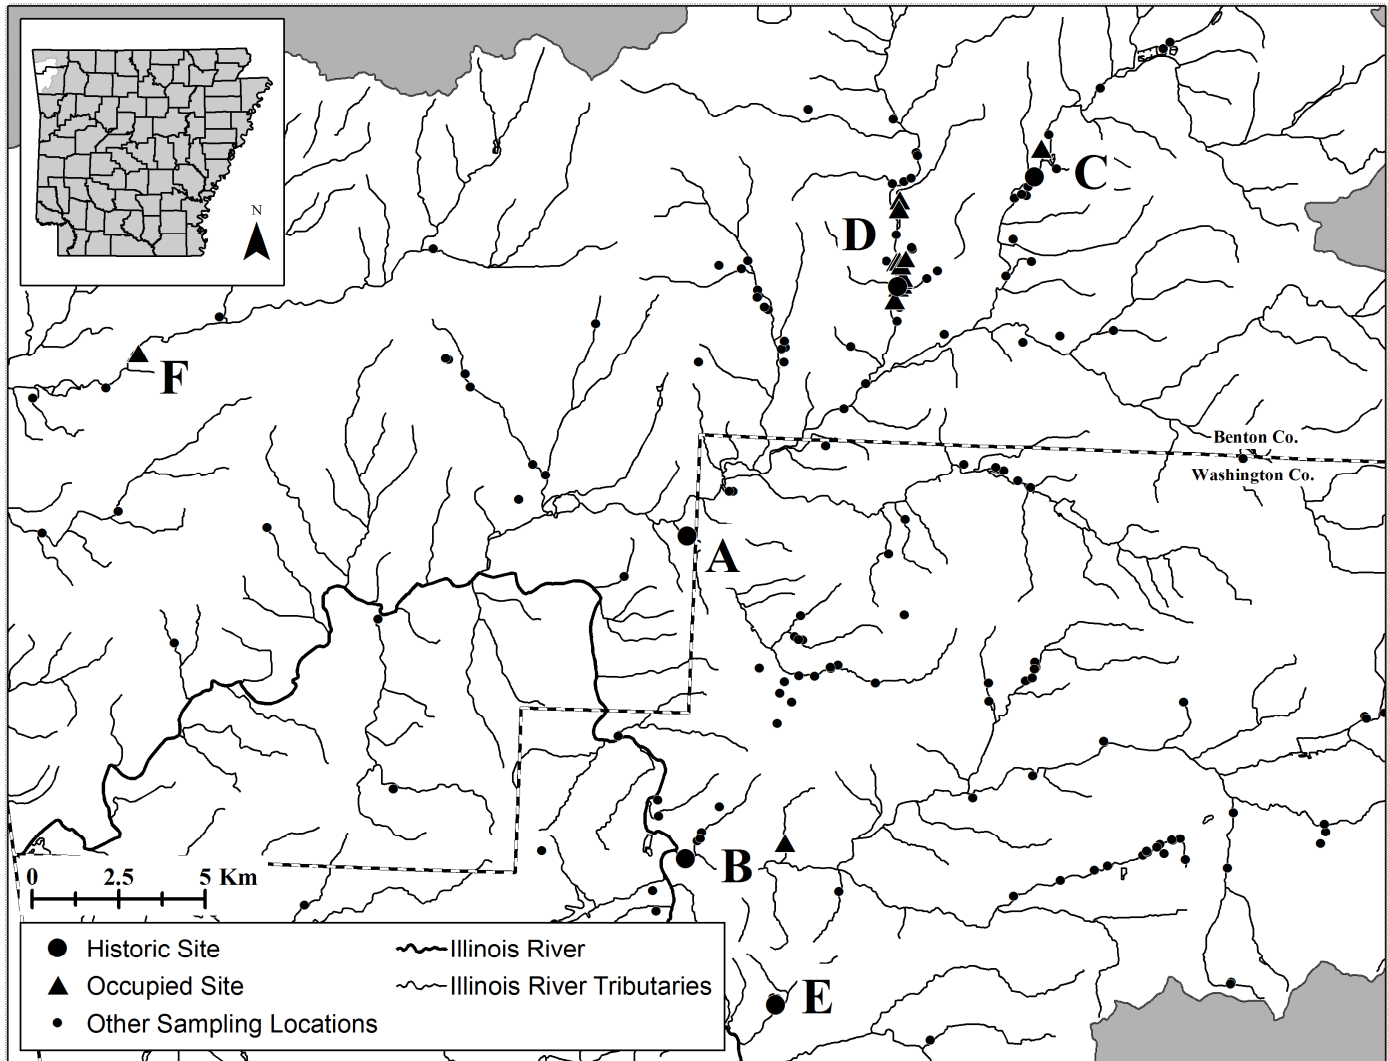 N
C
D
F
Benton Co.
Washington Co.
A
B
0 2.5 5 Km
Historic Site
Illinois River
Occupied Site
Illinois River Tributaries
Other Sampling Locations
E